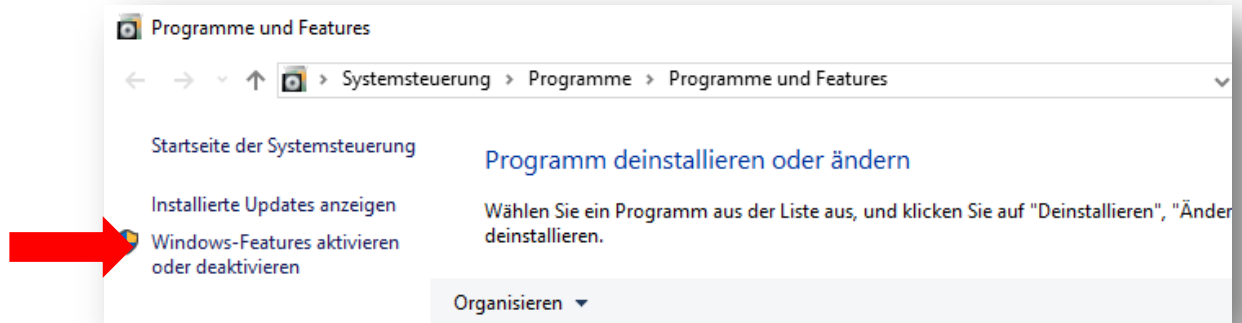 Programme und Features
Systemsteuerung > Programme > Programme und Features
Startseite der Systemsteuerung
Programm deinstallieren oder ändern
Installierte Updates anzeigen
Wählen Sie ein Programm aus der Liste aus, und klicken Sie auf "Deinstallieren", "Änder
deinstallieren.
Windows-Features aktivieren
oder deaktivieren
Organisieren